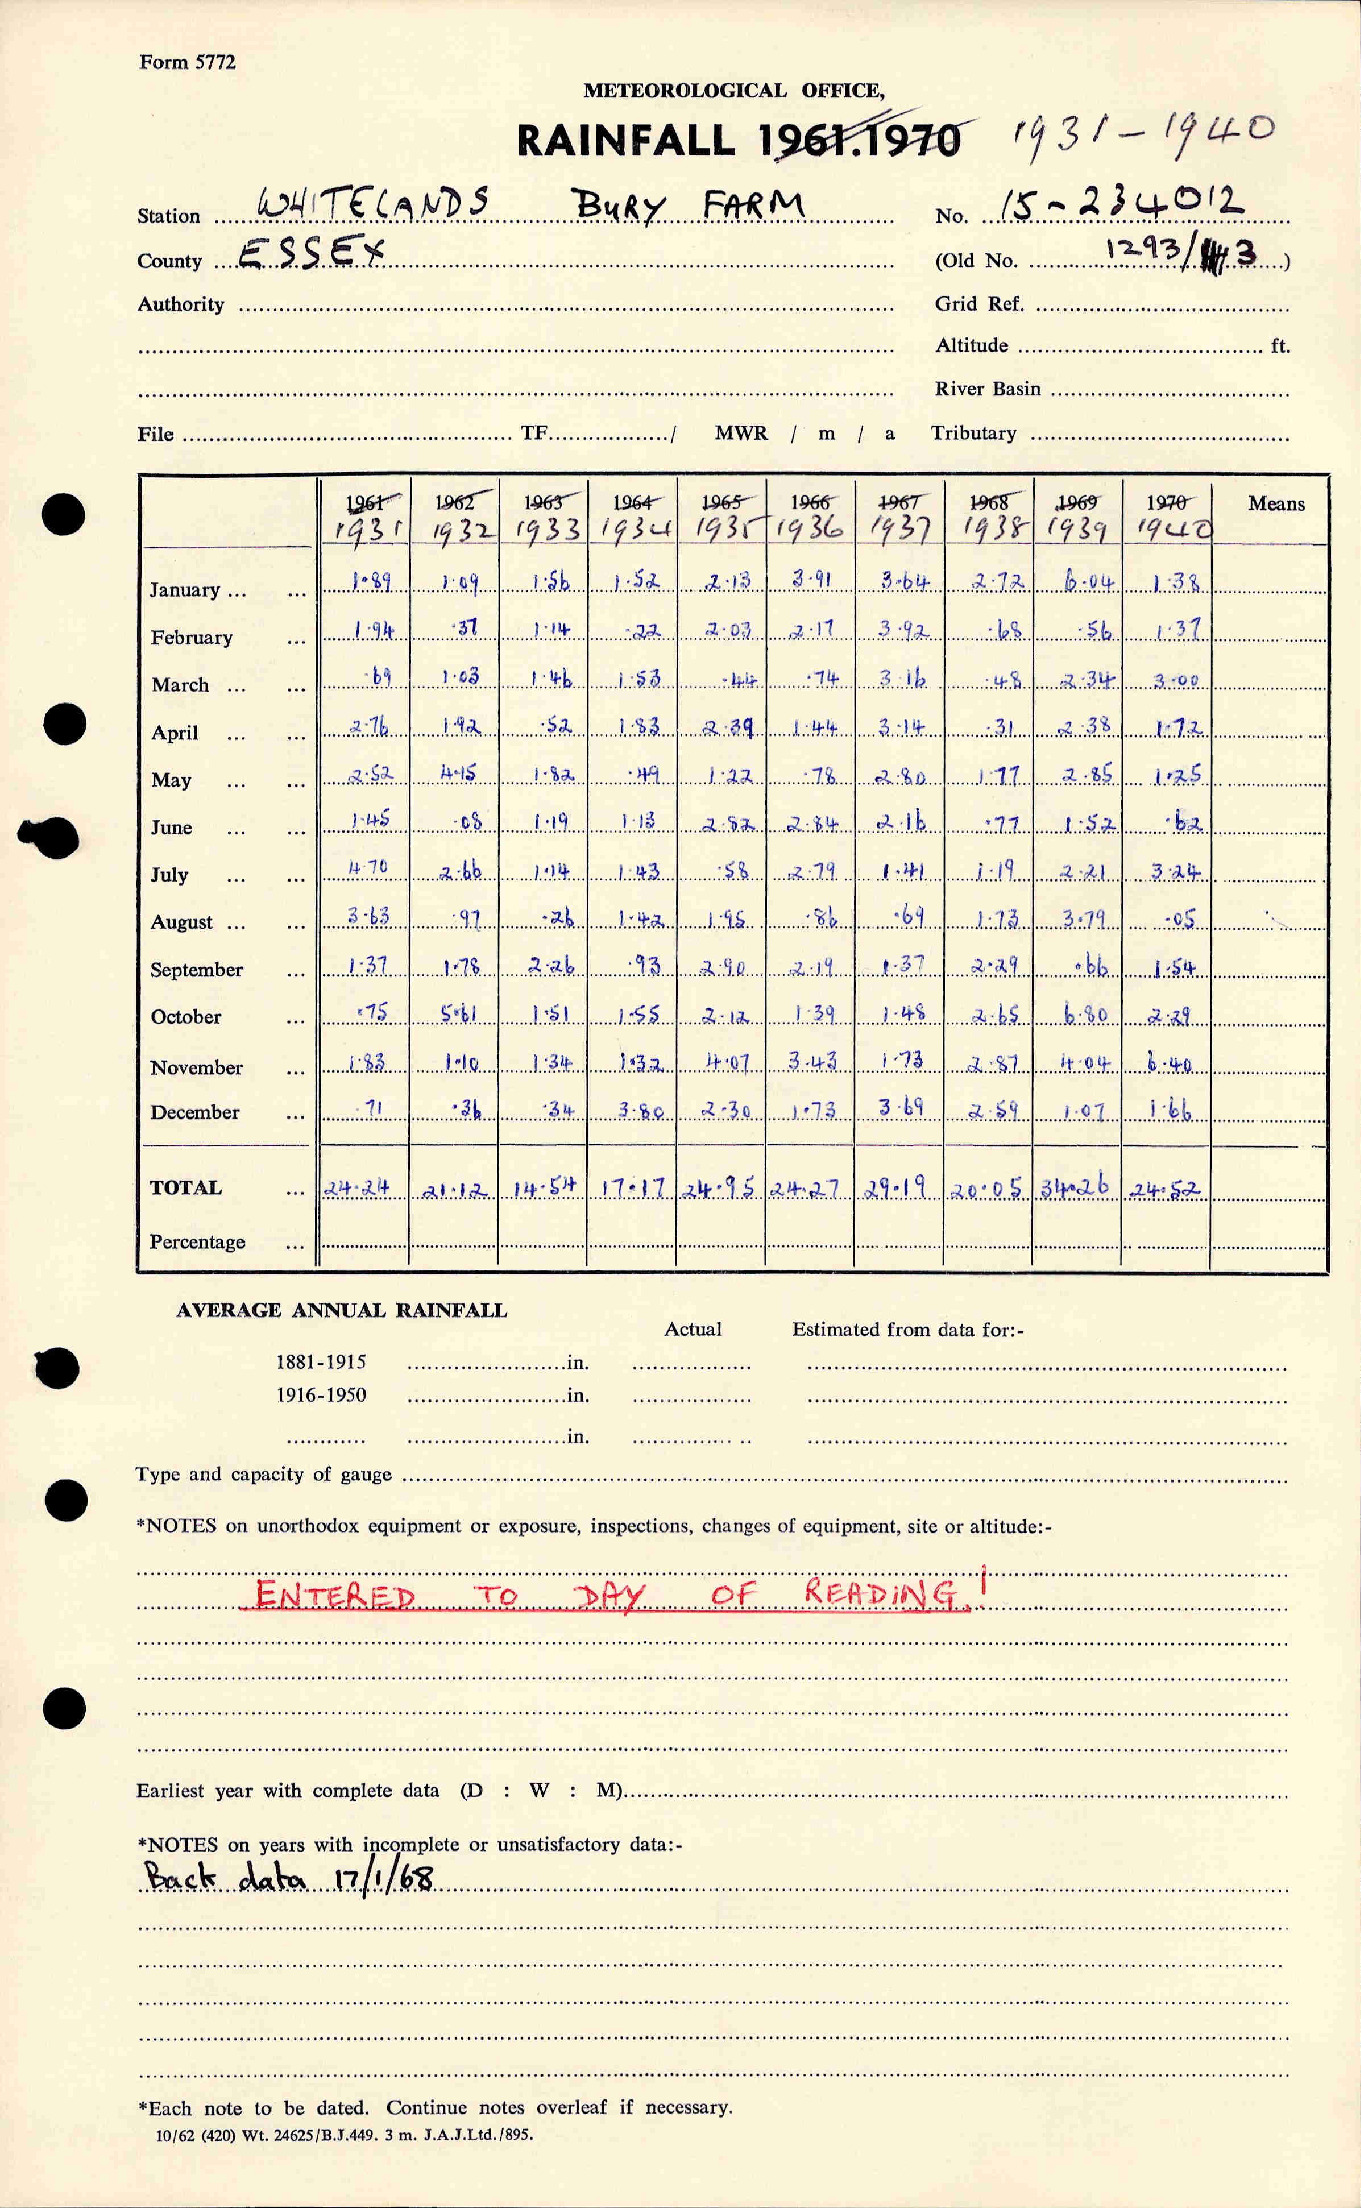 Form 5772
METEOROLOGICAL OFFICE,
RAINFALL 1961-1970 1931-1940
Station WHITELANDS BURY FARM No. 15-234012
County ESSEX (Old No. 1293/ 3)
Authority Grid Ref.
Altitude ft.
River Basin
File TF / MWR / m / a Tributary
1961 1962 1963 1964 1965 1966 1967 1968 1969 1970 Means
1931 1932 1933 1934 1935 1936 1937 1938 1939 1940
January ... ... 1.89 1.09 1.56 1.52 2.13 3.91 3.64 2.72 6.04 1.38
February ... 1.94 .37 1.14 .22 2.03 2.17 3.92 .68 .56 1.37
March ... ... .69 1.03 1.46 1.53 .44 .74 3.16 .48 2.34 3.00
April ... ... 2.76 1.92 .52 1.83 2.39 1.44 3.14 .31 2.38 1.72
May ... ... 2.52 4.15 1.82 .49 1.22 .78 2.80 1.77 2.85 1.25
June ... ... 1.45 .08 1.19 1.13 2.82 2.84 2.16 .77 1.52 .62
July ... ... 4.70 2.66 1.14 1.43 .58 2.79 1.41 1.19 2.21 3.24
August ... ... 3.63 .97 .26 1.42 1.95 .86 .69 1.73 3.79 .05
September ... 1.37 1.78 2.26 .93 2.90 2.19 1.37 2.29 .66 1.54
October ... .75 5.61 1.51 1.55 2.12 1.39 1.48 2.65 6.80 2.29
November ... 1.83 1.10 1.34 1.32 4.07 3.43 1.73 2.87 4.04 6.40
December ... .71 .36 .34 3.80 2.30 1.73 3.69 2.59 1.07 1.66
TOTAL ... 24.24 21.12 14.54 17.17 24.95 24.27 29.19 20.05 34.26 24.52
Percentage ...
AVERAGE ANNUAL RAINFALL
Actual Estimated from data for:-
1881-1915 in.
1916-1950 in.
in.
Type and capacity of gauge
*NOTES on unorthodox equipment or exposure, inspections, changes of equipment, site or altitude:-
ENTERED TO DAY OF READING.!
Earliest year with complete data (D : W : M)
*NOTES on years with incomplete or unsatisfactory data:-
Back data 17/1/68
*Each note to be dated. Continue notes overleaf if necessary.
10/62 (420) Wt. 24625/B.J.449. 3 m. J.A.J.Ltd./895.